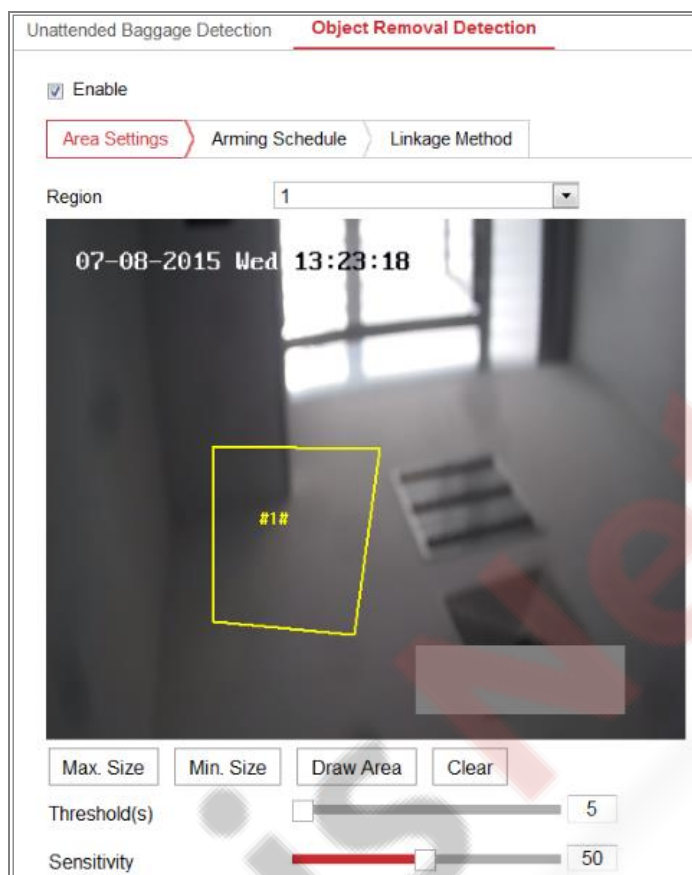 Unattended Baggage Detection Object Removal Detection
Enable
Area Settings Arming Schedule Linkage Method
Region 1
07-08-2015 Wed 13:23:18
#1#
Max. Size Min. Size Draw Area Clear
Threshold(s) 5
Sensitivity 50